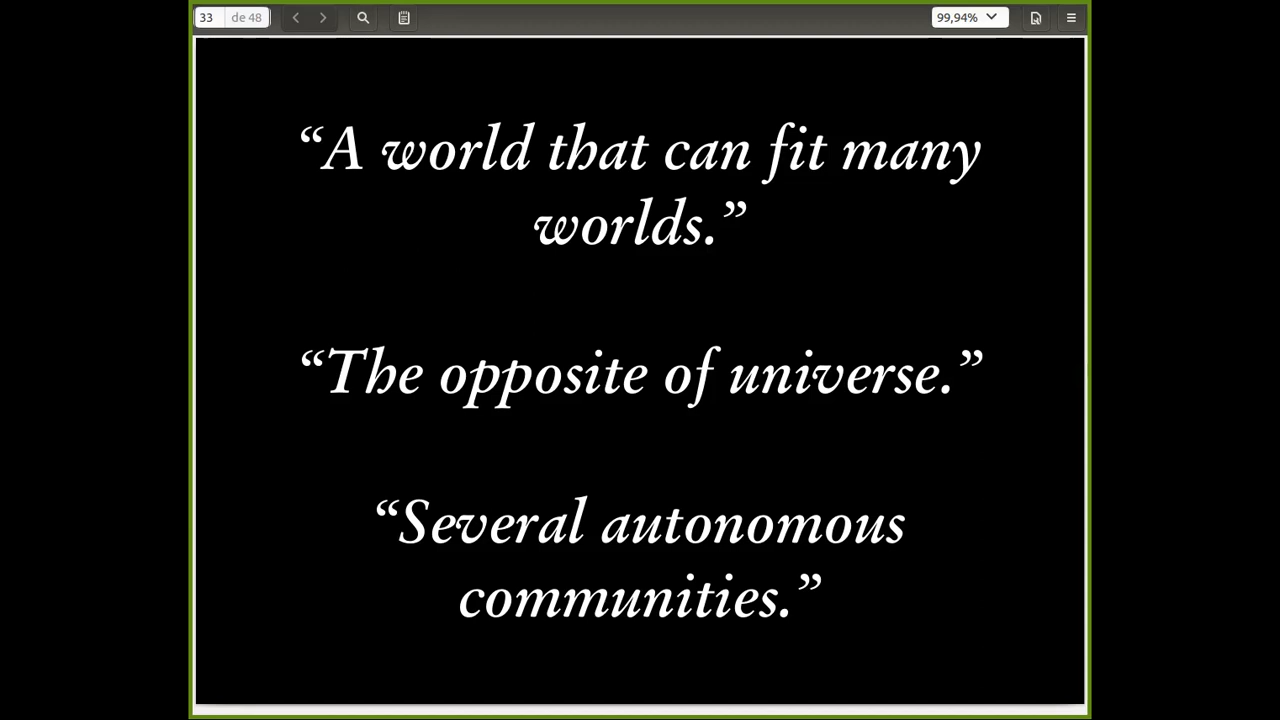 33 de 48 99,94%
“A world that can fit many
worlds.”
“The opposite of universe.”
“Several autonomous
communities.”